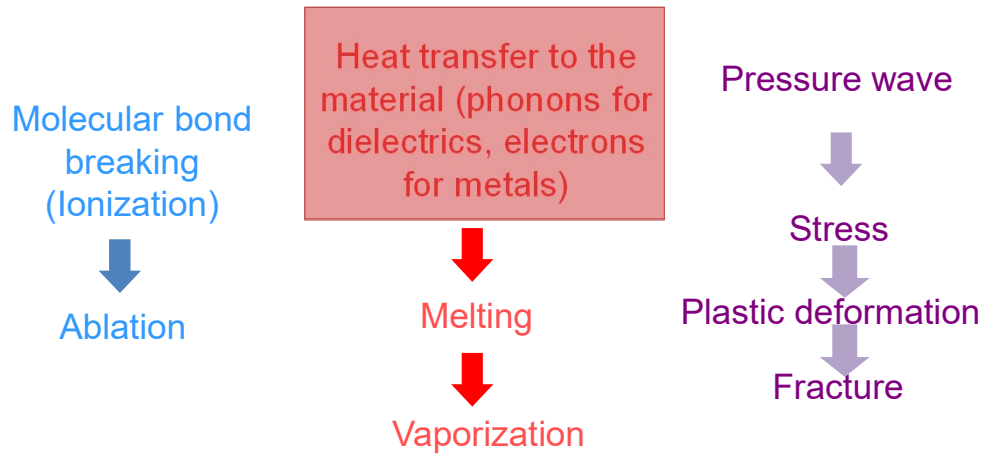 Molecular bond
breaking
(Ionization)
Ablation
Heat transfer to the
material (phonons for
dielectrics, electrons
for metals)
Melting
Vaporization
Pressure wave
Stress
Plastic deformation
Fracture